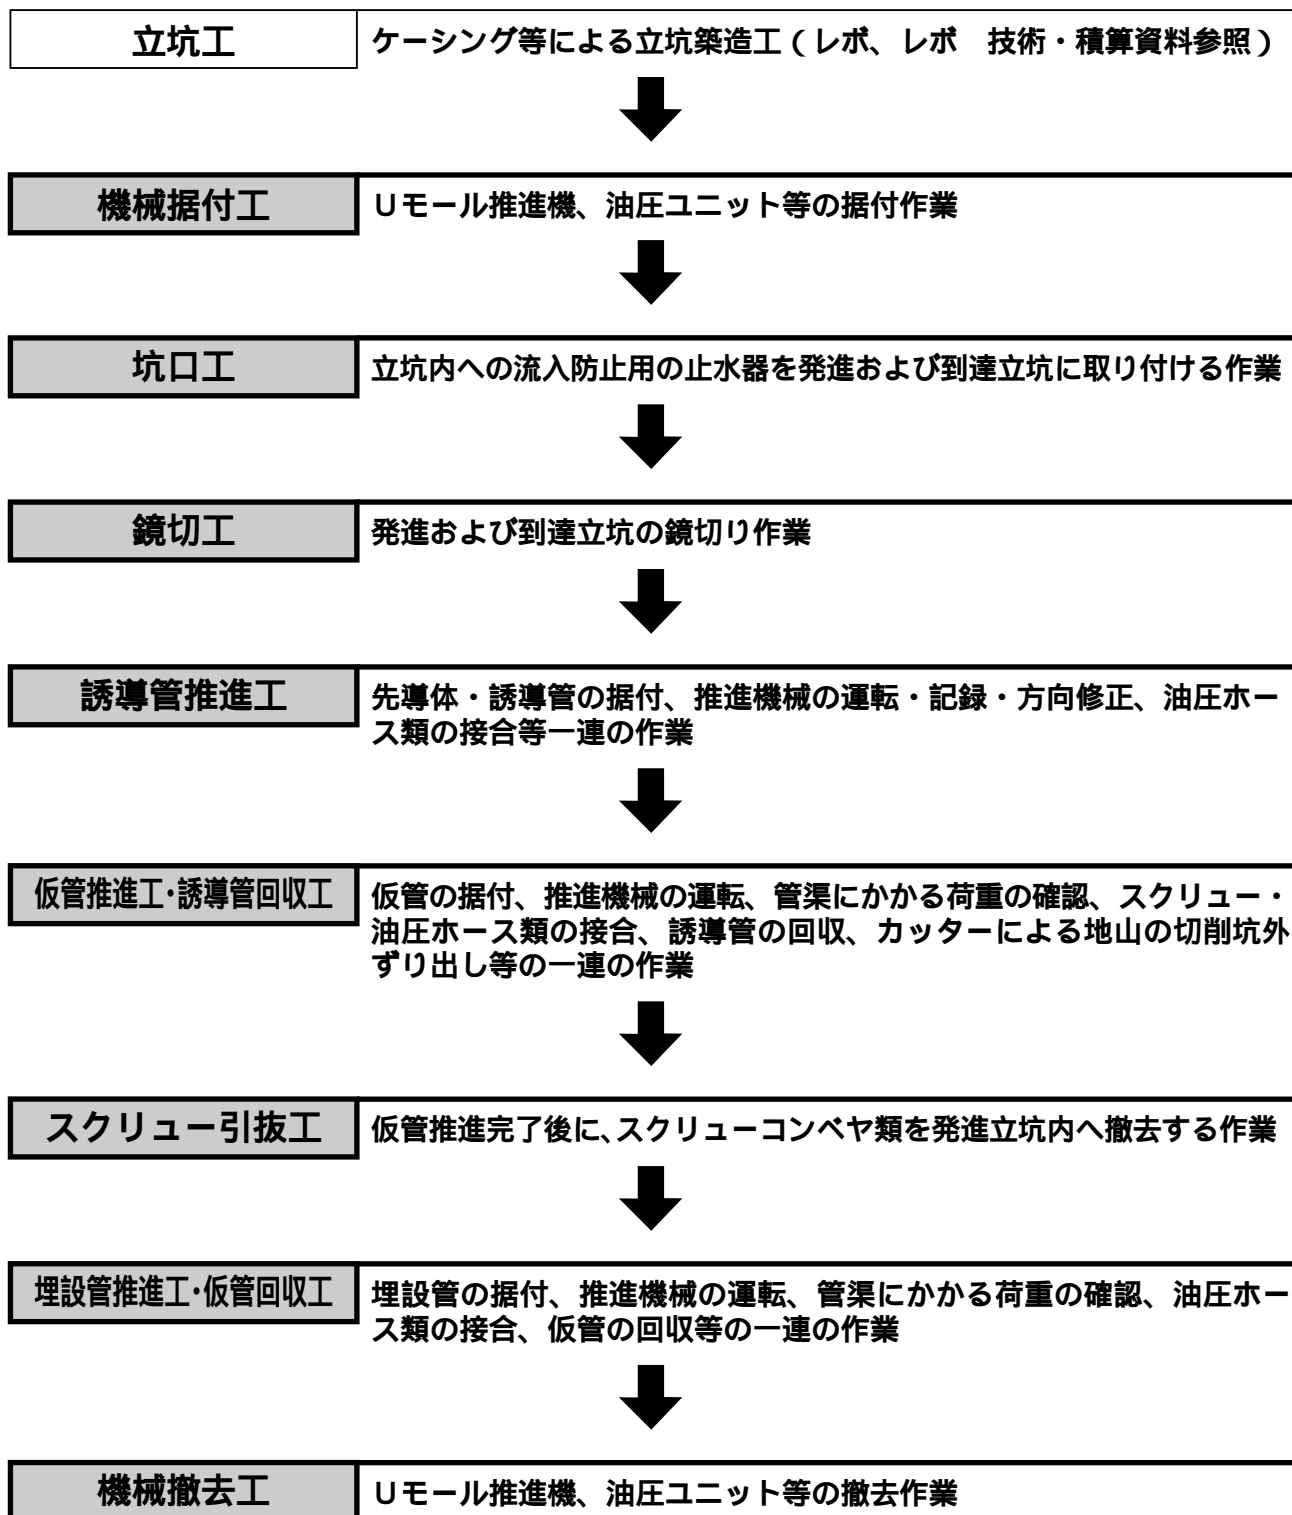 立坑工
ケーシング等による立坑築造工（レボ、レボ　技術・積算資料参照）
機械据付工
Ｕモール推進機、油圧ユニット等の据付作業
坑口工
立坑内への流入防止用の止水器を発進および到達立坑に取り付ける作業
鏡切工
発進および到達立坑の鏡切り作業
誘導管推進工
先導体・誘導管の据付、推進機械の運転・記録・方向修正、油圧ホー
ス類の接合等一連の作業
仮管推進工・誘導管回収工
仮管の据付、推進機械の運転、管渠にかかる荷重の確認、スクリュー・
油圧ホース類の接合、誘導管の回収、カッターによる地山の切削坑外
ずり出し等の一連の作業
スクリュー引抜工
仮管推進完了後に、スクリューコンベヤ類を発進立坑内へ撤去する作業
埋設管推進工・仮管回収工
埋設管の据付、推進機械の運転、管渠にかかる荷重の確認、油圧ホー
ス類の接合、仮管の回収等の一連の作業
機械撤去工
Ｕモール推進機、油圧ユニット等の撤去作業